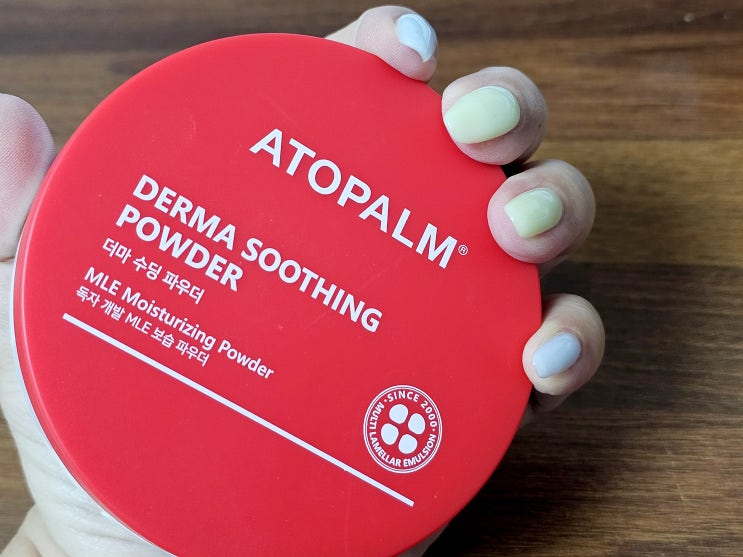 ATOPALM®
DERMA SOOTHING
POWDER
더마 수딩 파우더
MLE Moisturizing Powder
독자 개발 MLE 보습 파우더
· SINCE 2000 ·
MULTI LAMELLAR EMULSION